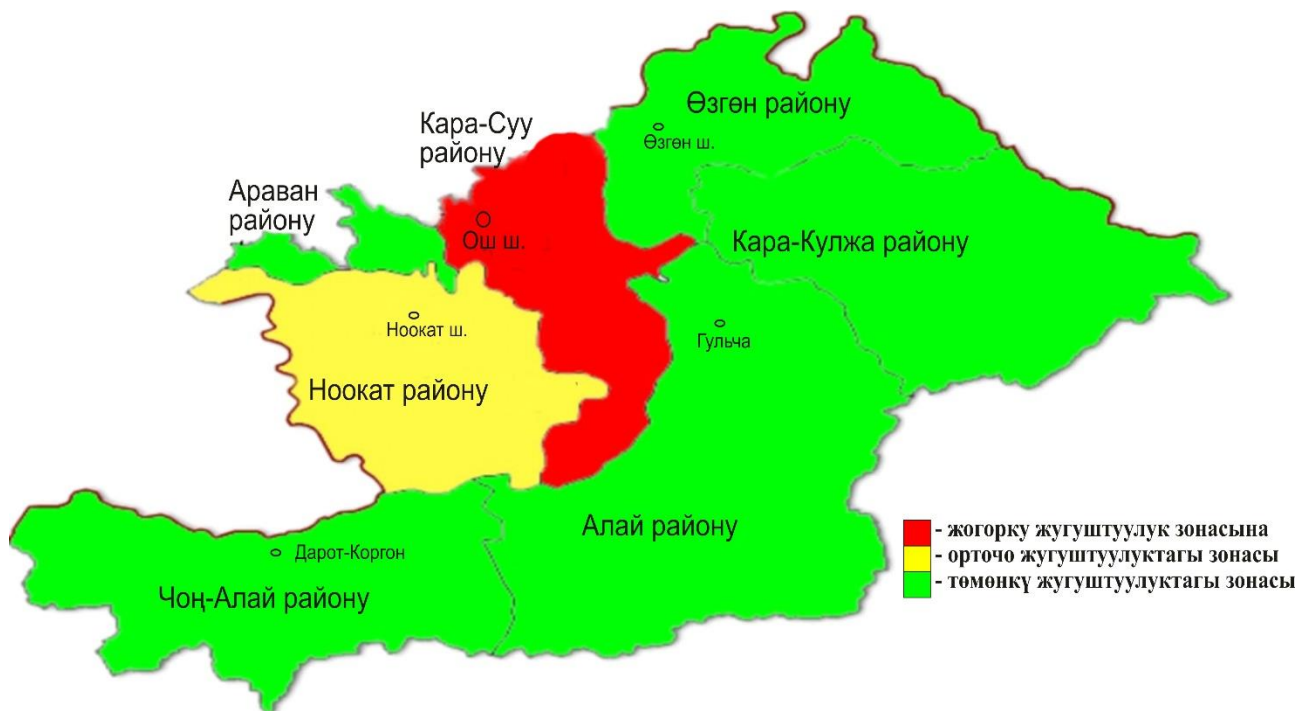 Өзгөн району
Өзгөн ш.
Кара-Суу
району
Араван
району
Ош ш.
Кара-Кулжа району
Ноокат ш.
Гульча
Ноокат району
Алай району
Дарот-Коргон
Чоң-Алай району
- жогорку жугуштуулук зонасына
- орточо жугуштуулуктагы зонасы
- төмөнкү жугуштуулуктагы зонасы